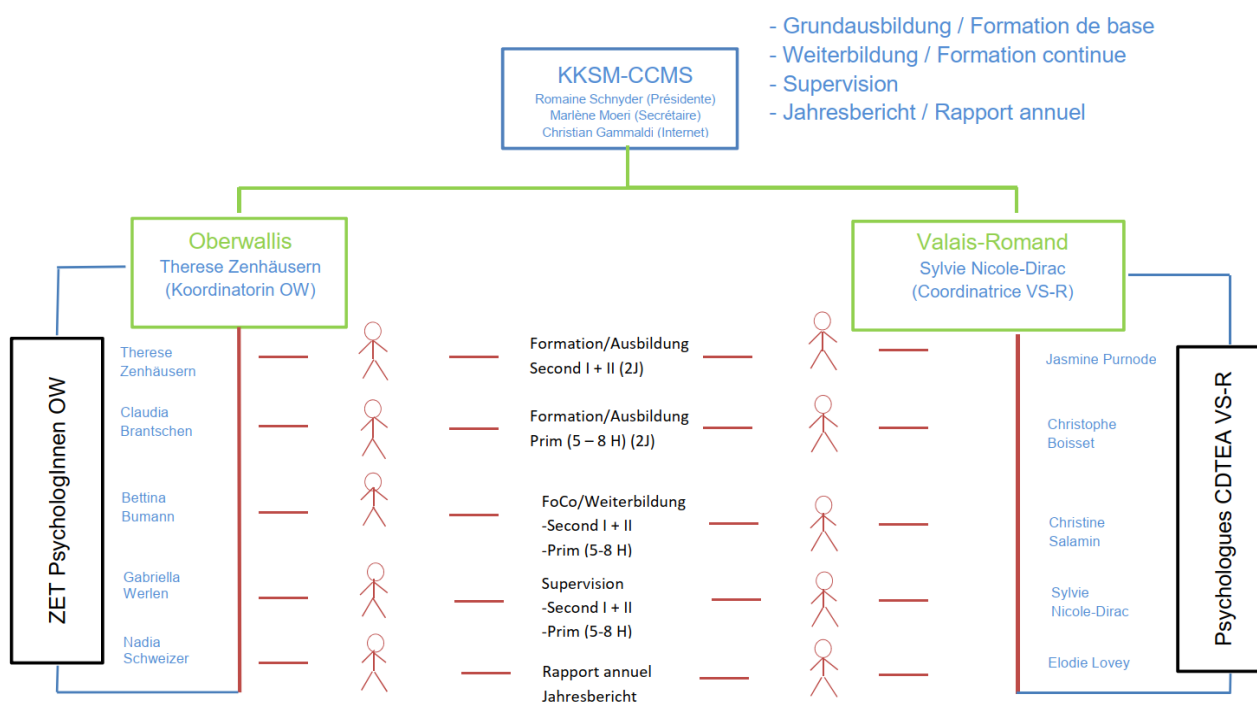 - Grundausbildung / Formation de base
- Weiterbildung / Formation continue
- Supervision
- Jahresbericht / Rapport annuel
KKSM-CCMS
Romaine Schnyder (Présidente)
Marlène Moeri (Secrétaire)
Christian Gammaldi (Internet)
Oberwallis
Therese Zenhäusern
(Koordinatorin OW)
Valais-Romand
Sylvie Nicole-Dirac
(Coordinatrice VS-R)
ZET PsychologInnen OW
Therese
Zenhäusern
Formation/Ausbildung
Second I + II (2J)
Jasmine Purnode
Claudia
Brantschen
Formation/Ausbildung
Prim (5 – 8 H) (2J)
Christophe
Boisset
Bettina
Bumann
FoCo/Weiterbildung
-Second I + II
-Prim (5-8 H)
Christine
Salamin
Gabriella
Werlen
Supervision
-Second I + II
-Prim (5-8 H)
Sylvie
Nicole-Dirac
Nadia
Schweizer
Rapport annuel
Jahresbericht
Elodie Lovey
Psychologues CDTEA VS-R